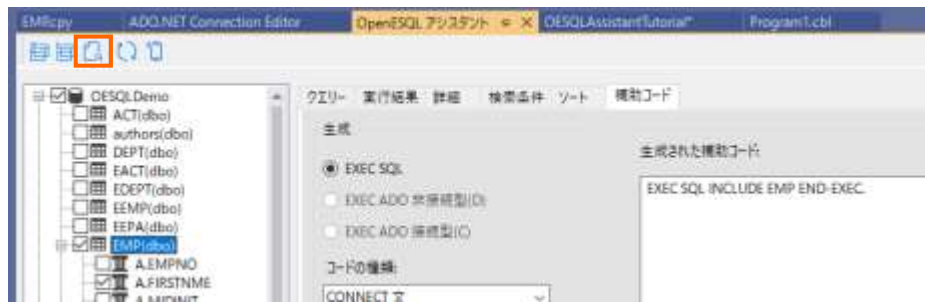 EMP.cpy ADO.NET Connection Editor OpenESQL アシスタント OESQLAssistantTutorial* Program1.cbl
OESQLDemo
ACT(dbo)
authors(dbo)
DEPT(dbo)
EACT(dbo)
EDEPT(dbo)
EEMP(dbo)
EEPA(dbo)
EMP(dbo)
A.EMPNO
A.FIRSTNME
A.MIDINIT
クエリー 実行結果 詳細 検索条件 ソート 補助コード
生成
EXEC SQL
EXEC ADO 非接続型(D)
EXEC ADO 接続型(C)
コードの種類:
CONNECT 文
生成された補助コード:
EXEC SQL INCLUDE EMP END-EXEC.